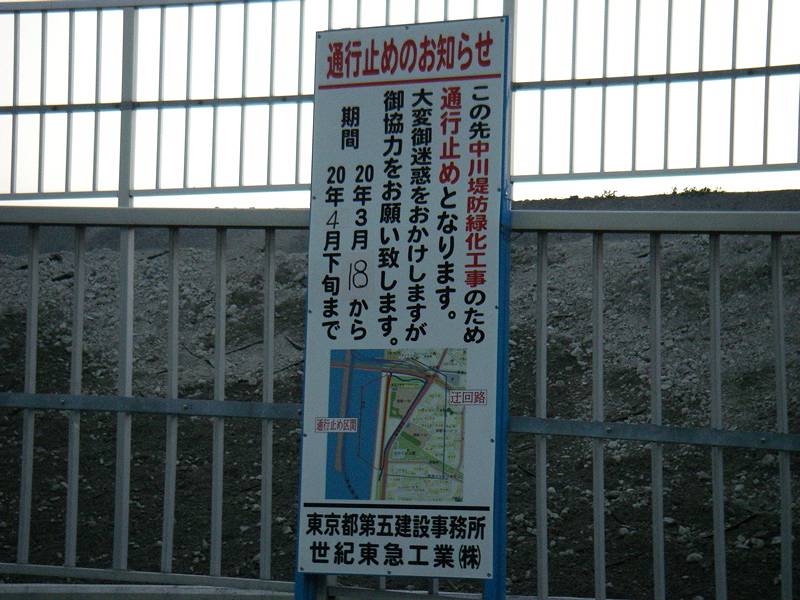 通行止めのお知らせ
この先中川堤防緑化工事のため
通行止めとなります。
大変御迷惑をおかけしますが
御協力をお願い致します。
期間
20年3月18から
20年4月下旬まで
迂回路
通行止め区間
東京都第五建設事務所
世紀東急工業㈱